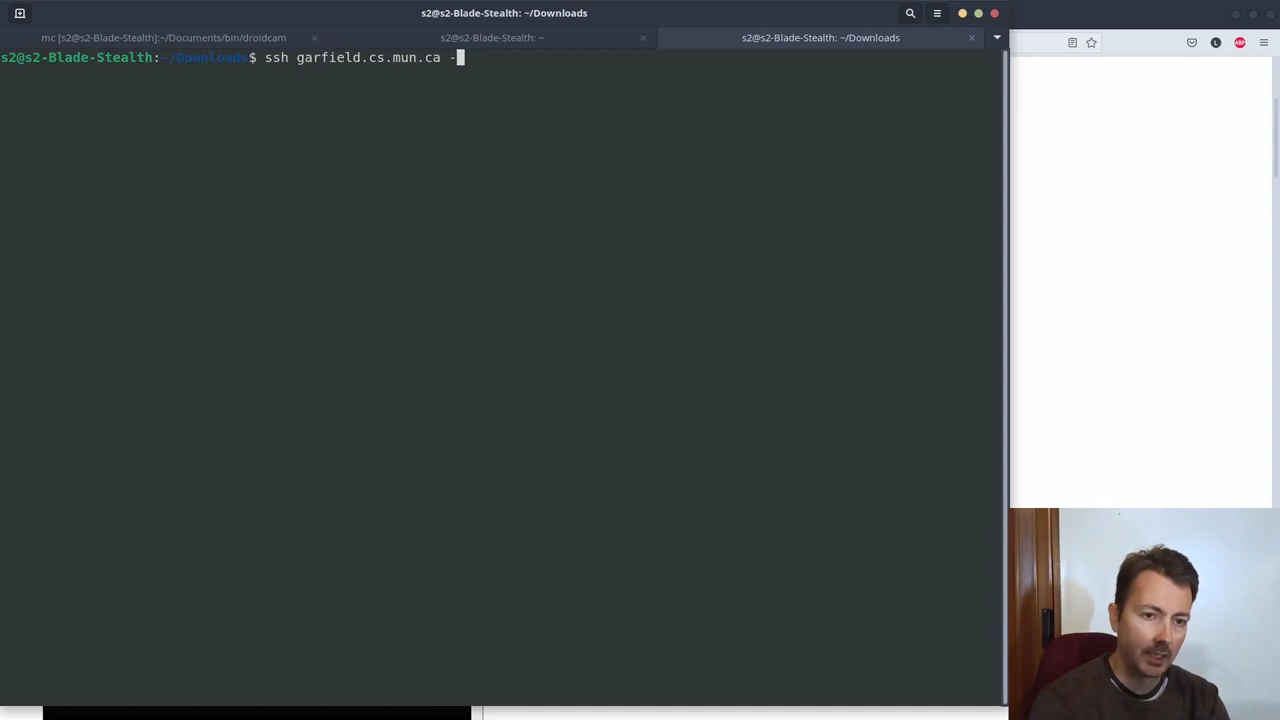 s2@s2-Blade-Stealth: ~/Downloads
mc [s2@s2-Blade-Stealth]:~/Documents/bin/droidcam
s2@s2-Blade-Stealth: ~
s2@s2-Blade-Stealth: ~/Downloads
s2@s2-Blade-Stealth:~/Downloads$ ssh garfield.cs.mun.ca -
L
ABP